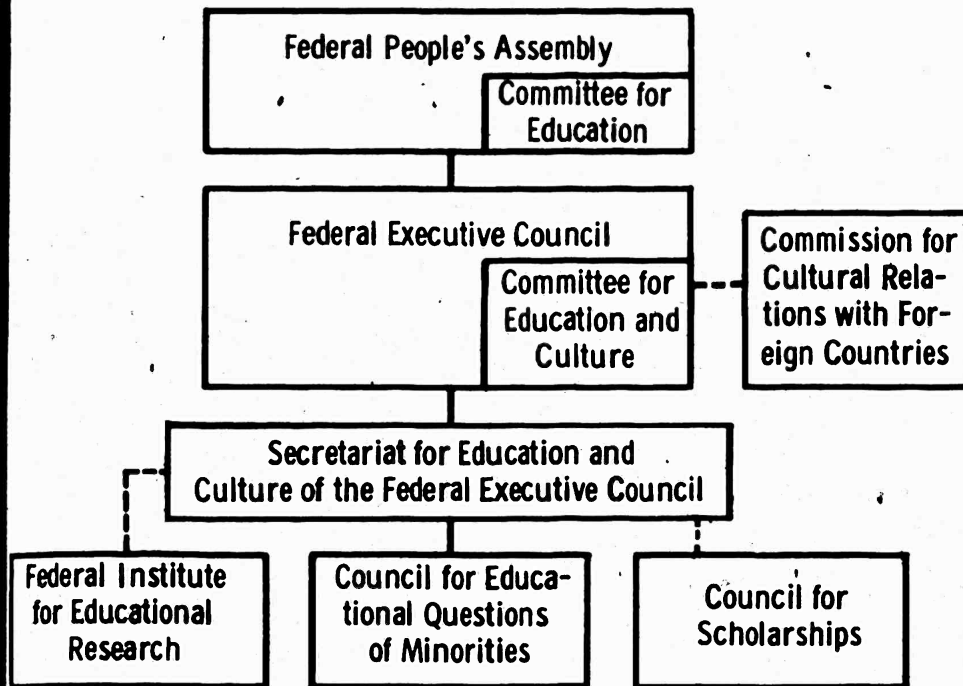 Federal People's Assembly
Committee for
Education
Federal Executive Council
Committee for
Education and
Culture
Commission for
Cultural Rela-
tions with For-
eign Countries
Secretariat for Education and
Culture of the Federal Executive Council
Federal Institute
for Educational
Research
Council for Educa-
tional Questions
of Minorities
Council for
Scholarships